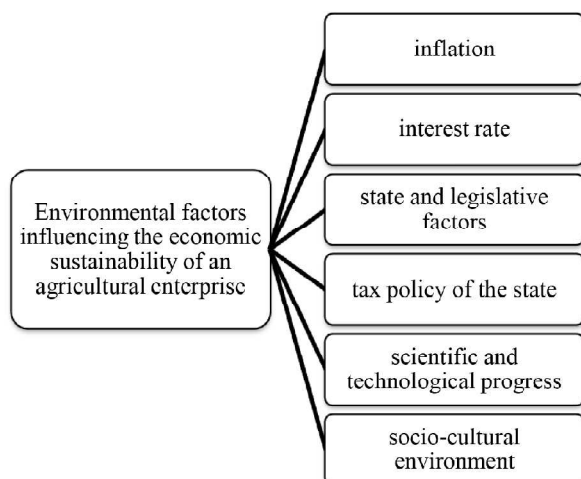 Environmental factors
influencing the economic
sustainability of an
agricultural enterprise
inflation
interest rate
state and legislative
factors
tax policy of the state
scientific and
technological progress
socio-cultural
environment